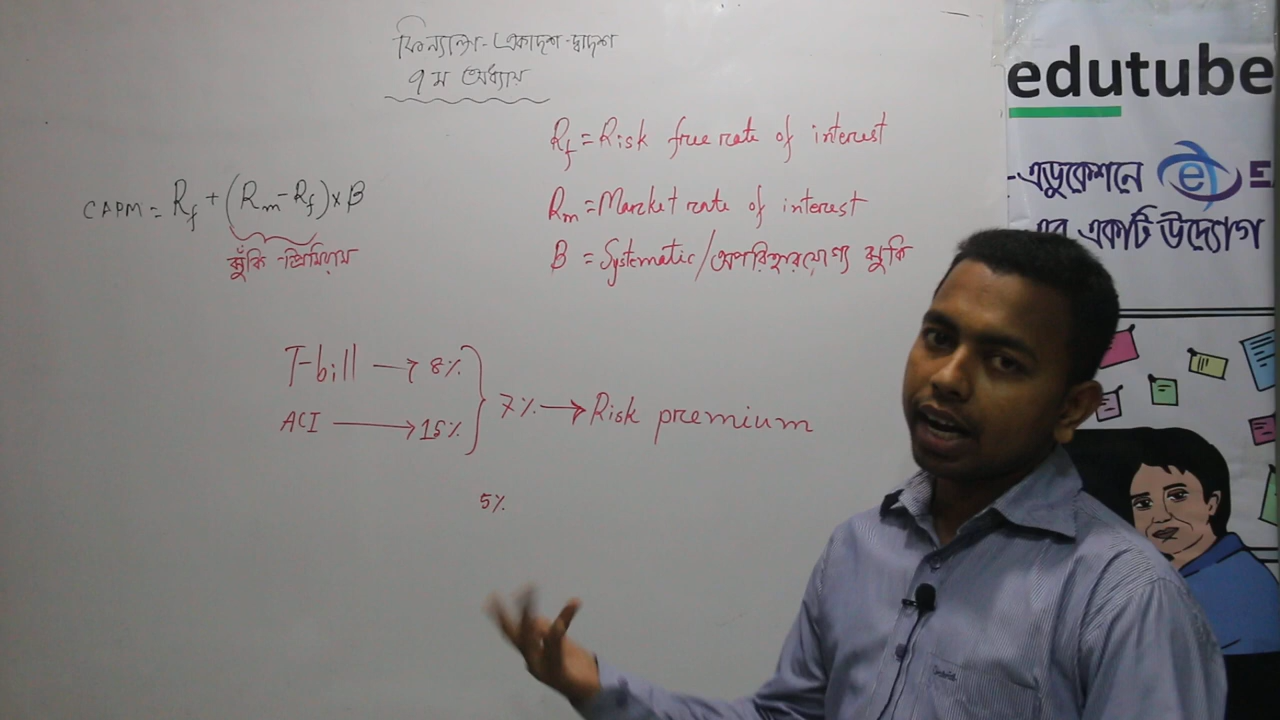 ফিন্যান্স-একাদশ-দ্বাদশ
৭ম অধ্যায়
CAPM = Rf + (Rm - Rf) × β
ঝুঁকি প্রিমিয়াম
Rf = Risk free rate of interest
Rm = Market rate of interest
B = Systematic/অপরিহারযোগ্য ঝুকি
T-bill → 8%
ACI → 15%
7% → Risk premium
5%
edutube
-এডুকেশনে
E
এর একটি উদ্যোগ